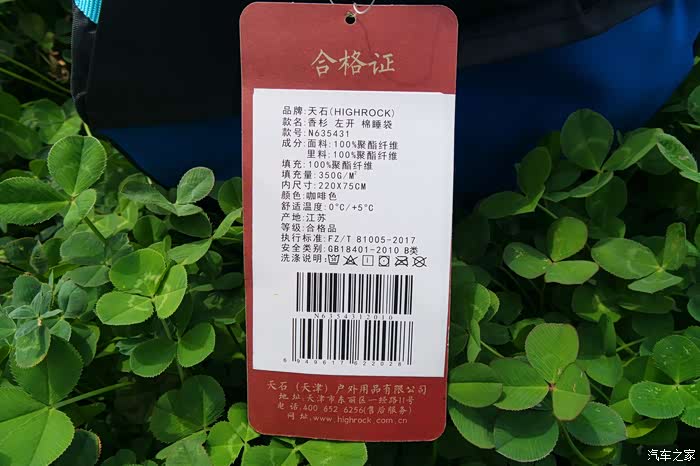 合格证
品牌:天石(HIGHROCK)
款名:香杉 左开 棉睡袋
款号:N635431
成分:面料:100%聚酯纤维
里料:100%聚酯纤维
填充:100%聚酯纤维
填充量:350G/M²
内尺寸:220X75CM
颜色:咖啡色
舒适温度:0°C/+5°C
产地:江苏
等级:合格品
执行标准:FZ/T 81005-2017
安全类别:GB18401-2010 B类
洗涤说明:
N6354312010
6 949617 622028
天石(天津)户外用品有限公司
地址.天津市东丽区一经路11号
电话.400 652 6256(售后服务)
网址.www.highrock.com.cn
汽车之家